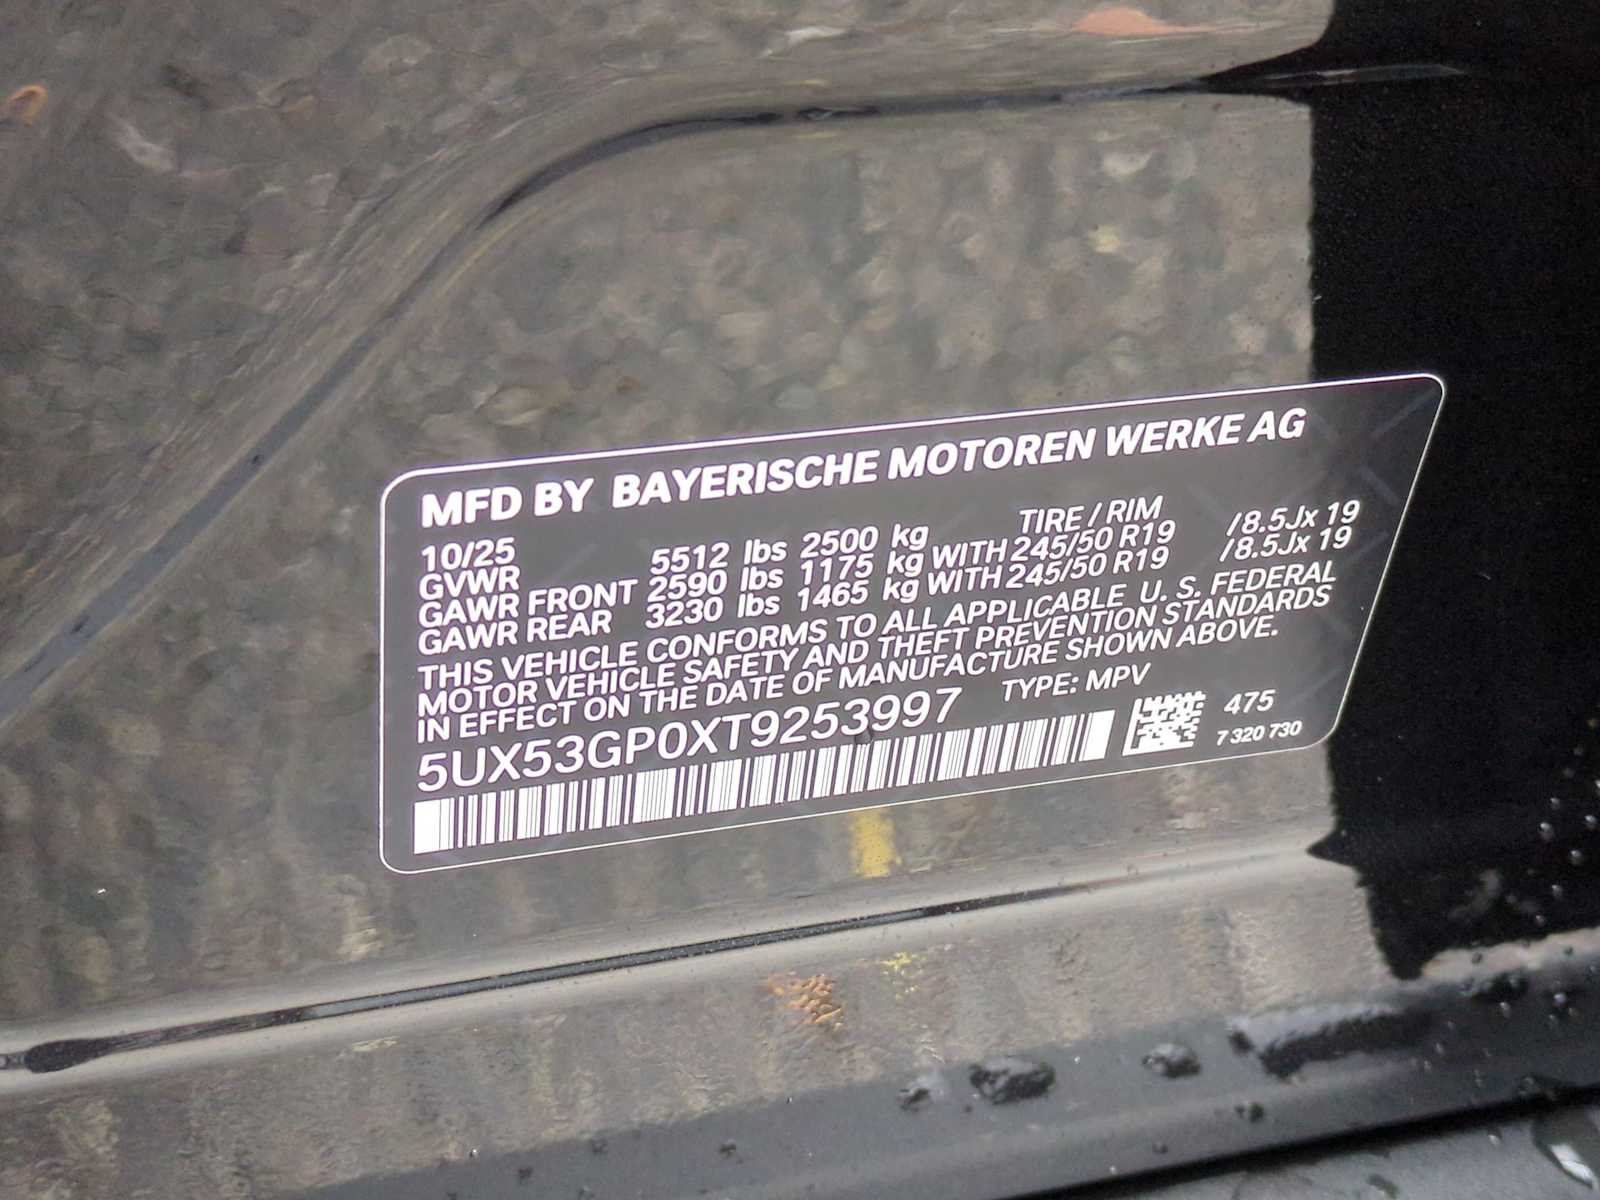 MFD BY BAYERISCHE MOTOREN WERKE AG
10/25 TIRE / RIM
GVWR 5512 lbs 2500 kg
GAWR FRONT 2590 lbs 1175 kg WITH 245/50 R19 /8.5Jx 19
GAWR REAR 3230 lbs 1465 kg WITH 245/50 R19 /8.5Jx 19
THIS VEHICLE CONFORMS TO ALL APPLICABLE U. S. FEDERAL
MOTOR VEHICLE SAFETY AND THEFT PREVENTION STANDARDS
IN EFFECT ON THE DATE OF MANUFACTURE SHOWN ABOVE.
5UX53GP0XT9253997 TYPE: MPV
475
7 320 730